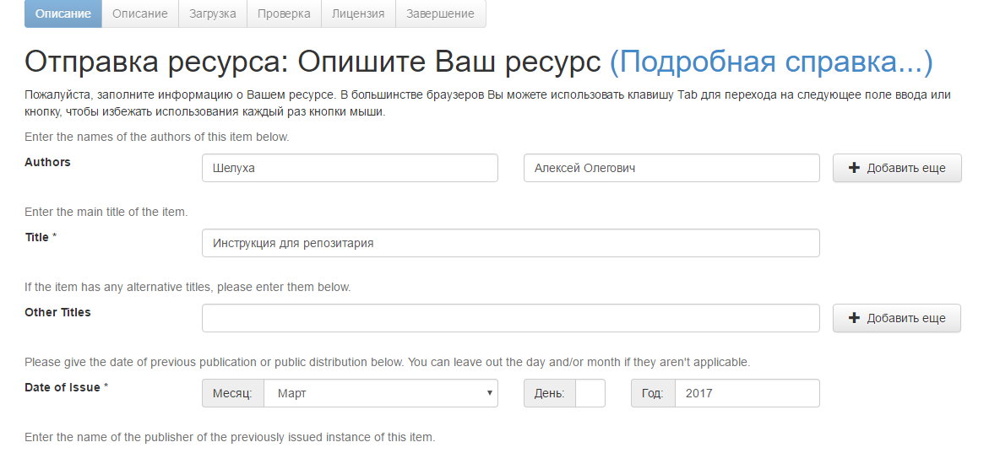 Описание Описание Загрузка Проверка Лицензия Завершение
Отправка ресурса: Опишите Ваш ресурс (Подробная справка...)
Пожалуйста, заполните информацию о Вашем ресурсе. В большинстве браузеров Вы можете использовать клавишу Tab для перехода на следующее поле ввода или
кнопку, чтобы избежать использования каждый раз кнопки мыши.
Enter the names of the authors of this item below.
Authors Шелуха Алексей Олегович + Добавить еще
Enter the main title of the item.
Title * Инструкция для репозитария
If the item has any alternative titles, please enter them below.
Other Titles + Добавить еще
Please give the date of previous publication or public distribution below. You can leave out the day and/or month if they aren't applicable.
Date of Issue * Месяц: Март День: Год: 2017
Enter the name of the publisher of the previously issued instance of this item.